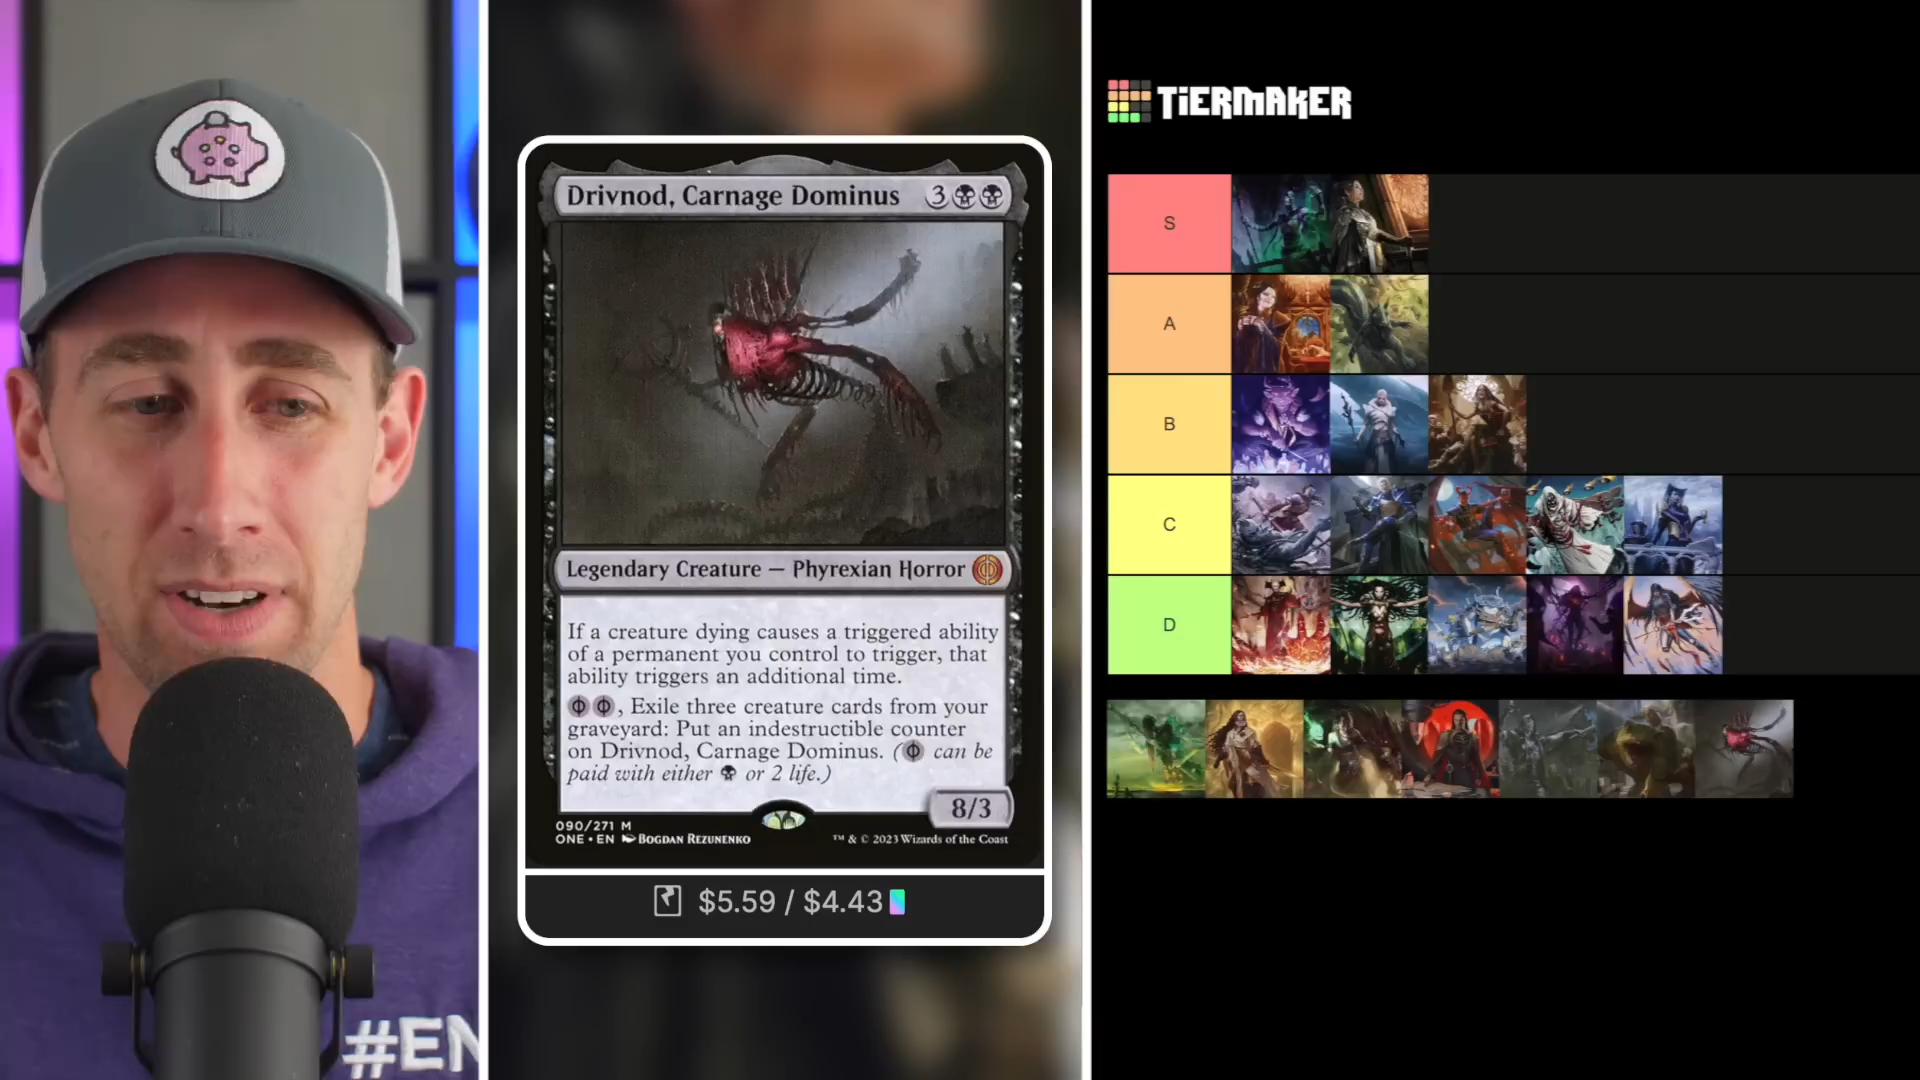 #EN
Drivnod, Carnage Dominus 3
Legendary Creature — Phyrexian Horror
If a creature dying causes a triggered ability
of a permanent you control to trigger, that
ability triggers an additional time.
, Exile three creature cards from your
graveyard: Put an indestructible counter
on Drivnod, Carnage Dominus. ( can be
paid with either or 2 life.)
8/3
090/271 M
ONE • EN BOGDAN REZUNENKO
™ & © 2023 Wizards of the Coast
$5.59 / $4.43
TiERMAKER
S
A
B
C
D